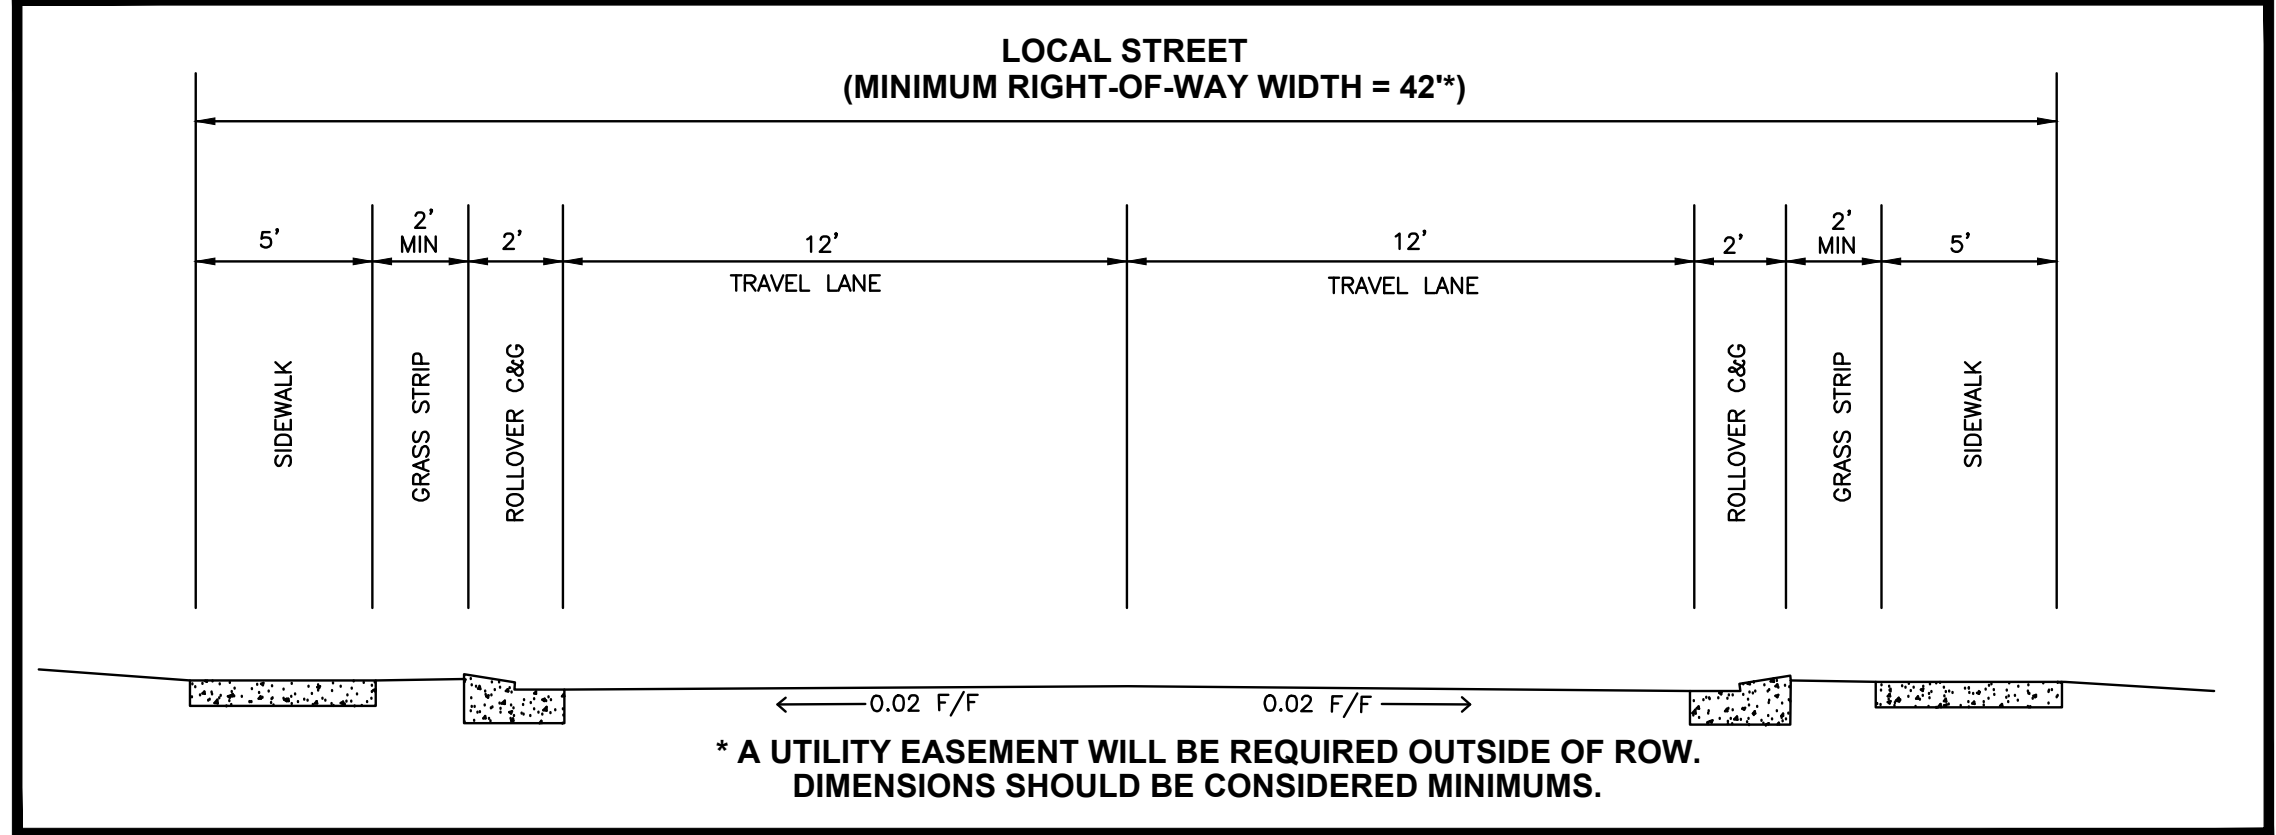 LOCAL STREET
(MINIMUM RIGHT-OF-WAY WIDTH = 42'*)
5'
2'
MIN
2'
12'
12'
2'
2'
MIN
5'
TRAVEL LANE
TRAVEL LANE
SIDEWALK
GRASS STRIP
ROLLOVER C&G
ROLLOVER C&G
GRASS STRIP
SIDEWALK
0.02 F/F
0.02 F/F
* A UTILITY EASEMENT WILL BE REQUIRED OUTSIDE OF ROW.
DIMENSIONS SHOULD BE CONSIDERED MINIMUMS.